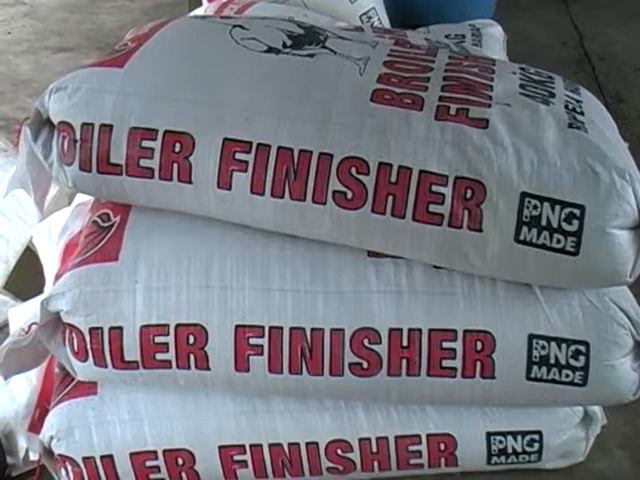 BROILER
FINISHER
40KG
OILER FINISHER
PNG
MADE
OILER FINISHER
PNG
MADE
OILER FINISHER
PNG
MADE